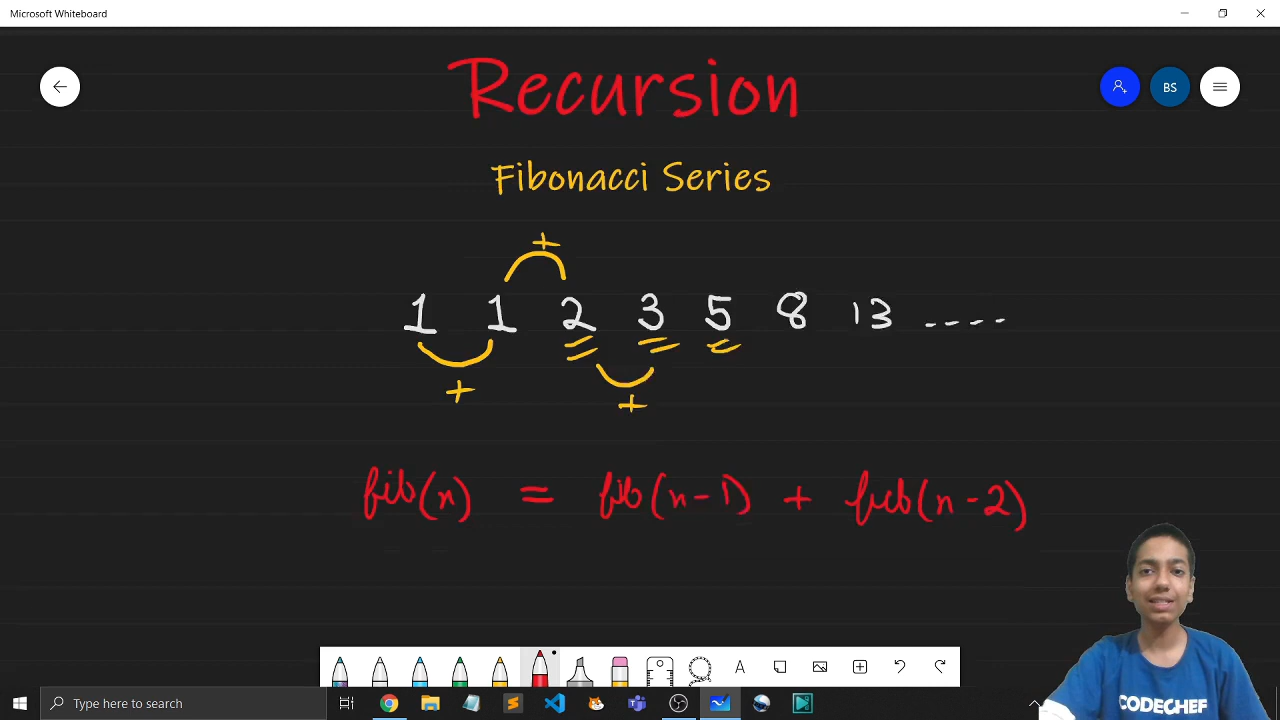 Microsoft Whiteboard
Recursion
BS
Fibonacci Series
+
1 1 2 3 5 8 13 ....
+ +
fib(n) = fib(n-1) + fib(n-2)
A
CODECHEF
Type here to search